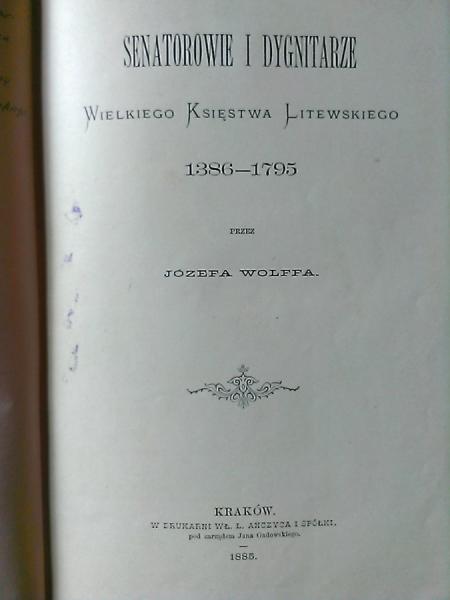 SENATOROWIE I DYGNITARZE
WIELKIEGO KSIĘSTWA LITEWSKIEGO
1386—1795
PRZEZ
JÓZEFA WOLFFA.
KRAKÓW.
W DRUKARNI WŁ. L. ANCZYCA I SPÓŁKI,
pod zarządem Jana Gadowskiego.
1885.